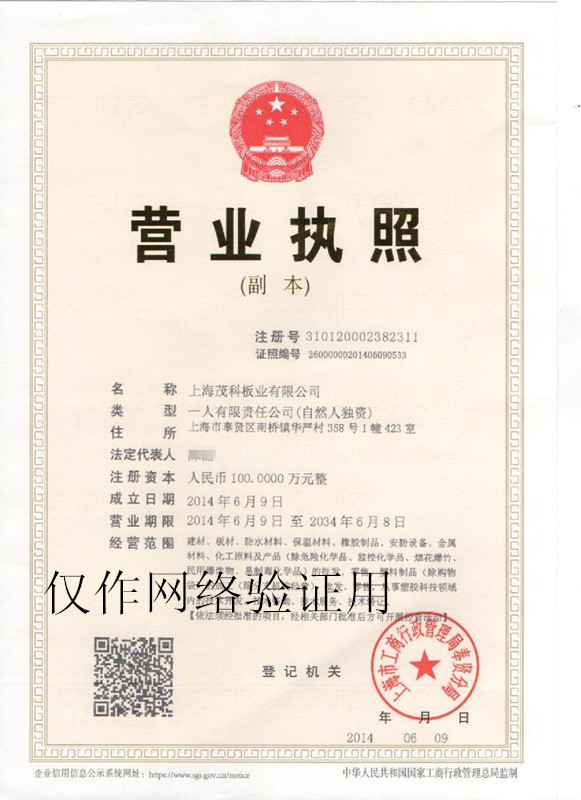 营业执照
(副 本)
注册号 310120002382311
证照编号 26000000201406090533
名 称 上海茂科板业有限公司
类 型 一人有限责任公司(自然人独资)
住 所 上海市奉贤区南桥镇华严村358号1幢423室
法定代表人
注册资本 人民币100.0000万元整
成立日期 2014年6月9日
营业期限 2014年6月9日 至 2034年6月8日
经营范围 建材、板材、防水材料、保温材料、橡胶制品、安防设备、金属
材料、化工原料及产品（除危险化学品、监控化学品、烟花爆竹、
民用爆炸物、易制毒化学品）的批发、零售，塑料制品（除购物
批发、零售，从事塑胶科技领域
仅作网络验证用
【依法须经批准的项目，经相关部门批准后方可开展经营活动】
登记机关
上海市工商行政管理局奉贤分局
年 月 日
2014 06 09
企业信用信息公示系统网址：https://www.sgs.gov.cn/notice
中华人民共和国国家工商行政管理总局监制